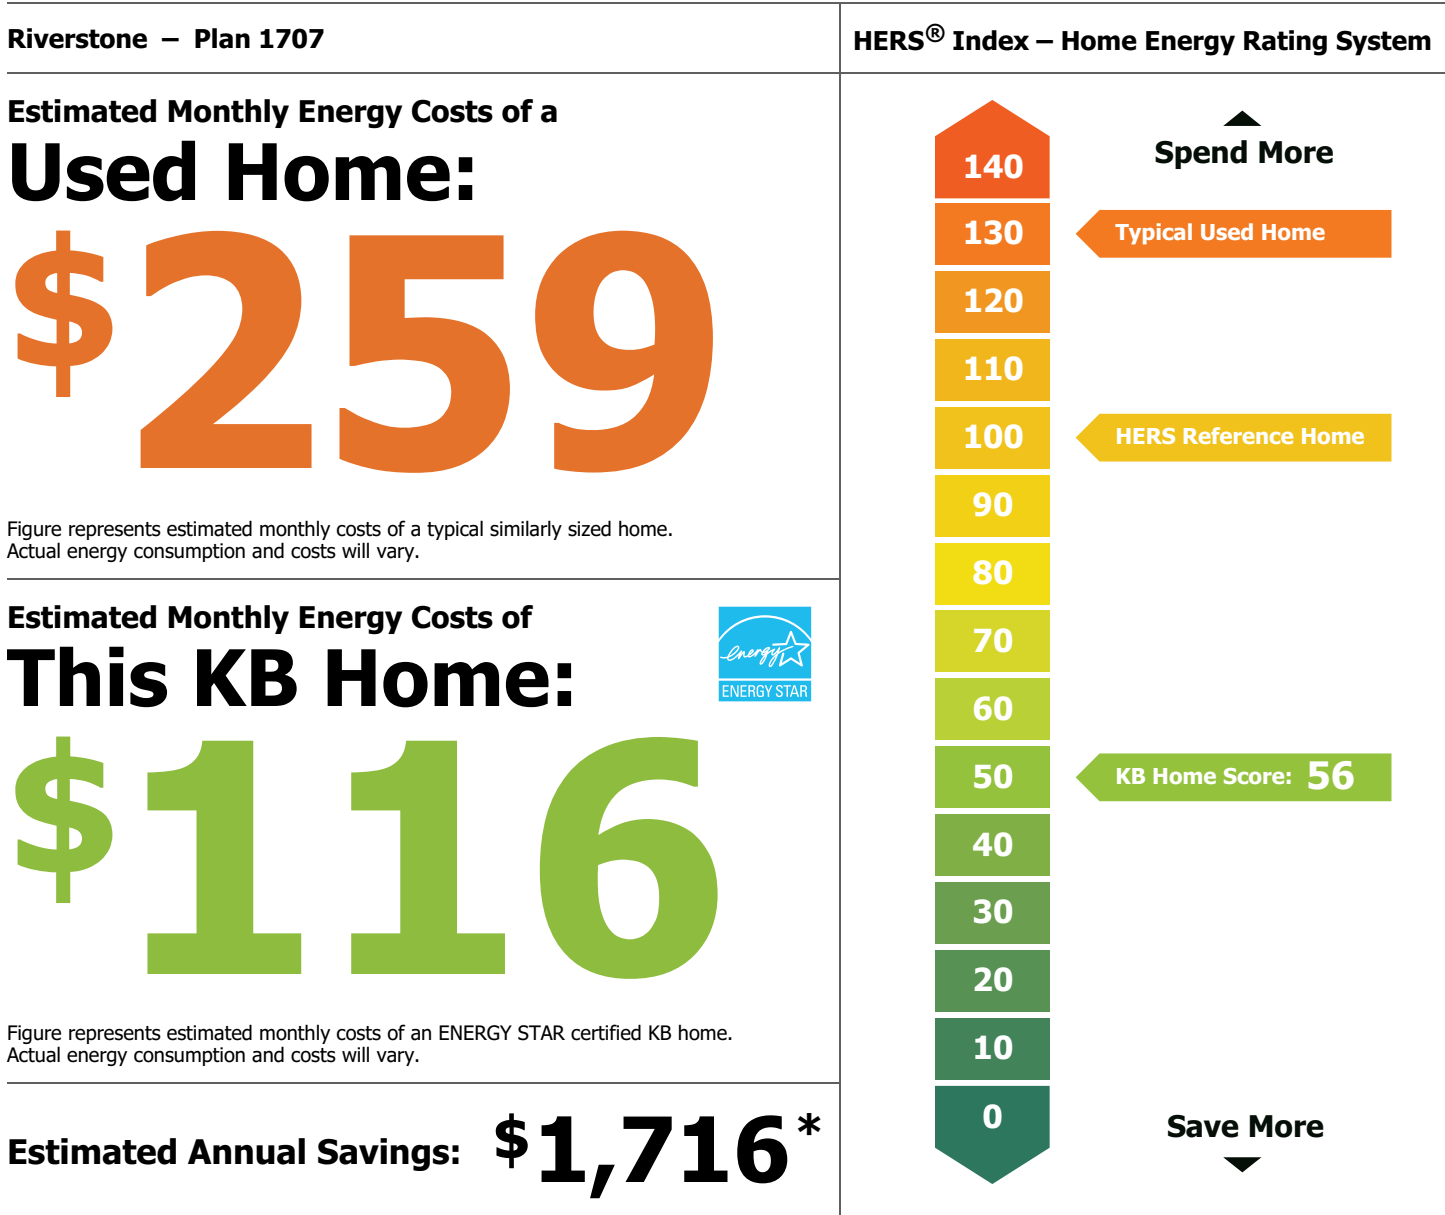 Riverstone – Plan 1707
Estimated Monthly Energy Costs of a
Used Home:
$259
Figure represents estimated monthly costs of a typical similarly sized home.
Actual energy consumption and costs will vary.
Estimated Monthly Energy Costs of
This KB Home:
energy
ENERGY STAR
$116
Figure represents estimated monthly costs of an ENERGY STAR certified KB home.
Actual energy consumption and costs will vary.
Estimated Annual Savings: $1,716*
HERS® Index – Home Energy Rating System
Spend More
140
130 Typical Used Home
120
110
100 HERS Reference Home
90
80
70
60
50 KB Home Score: 56
40
30
20
10
0
Save More